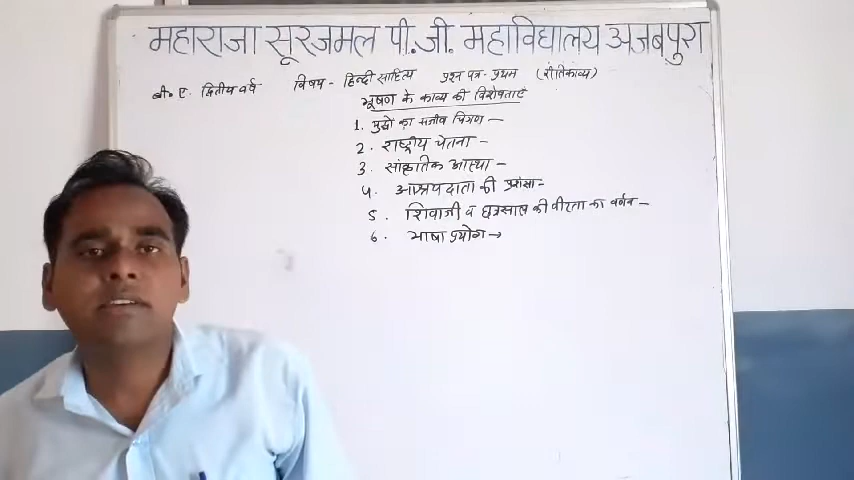 महाराजा सूरजमल पी.जी. महाविद्यालय अजबपुरा
बी० ए. द्वितीय वर्ष विषय - हिन्दी साहित्य प्रश्न पत्र - प्रथम (रीतिकाव्य)
भूषण के काव्य की विशेषताएं
1. युद्धों का सजीव चित्रण —
2. राष्ट्रीय चेतना -
3. सांस्कृतिक आस्था -
4. आश्रयदाता की प्रशंसा -
5. शिवाजी व छत्रसाल की वीरता का वर्णन -
6. भाषा प्रयोग →